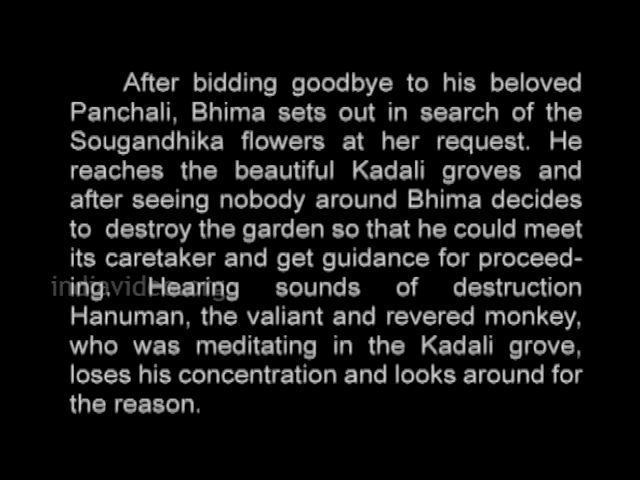 After bidding goodbye to his beloved
Panchali, Bhima sets out in search of the
Sougandhika flowers at her request. He
reaches the beautiful Kadali groves and
after seeing nobody around Bhima decides
to destroy the garden so that he could meet
its caretaker and get guidance for proceed-
ing. Hearing sounds of destruction
Hanuman, the valiant and revered monkey,
who was meditating in the Kadali grove,
loses his concentration and looks around for
the reason.